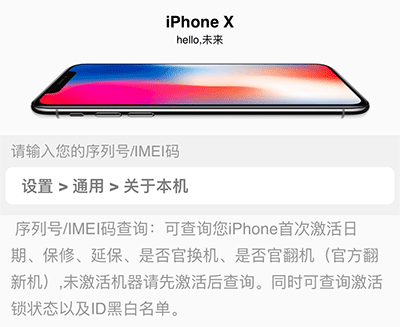 iPhone X
hello,未来
请输入您的序列号/IMEI码
设置 > 通用 > 关于本机
序列号/IMEI码查询：可查询您iPhone首次激活日
期、保修、延保、是否官换机、是否官翻机（官方翻
新机）,未激活机器请先激活后查询。同时可查询激活
锁状态以及ID黑白名单。